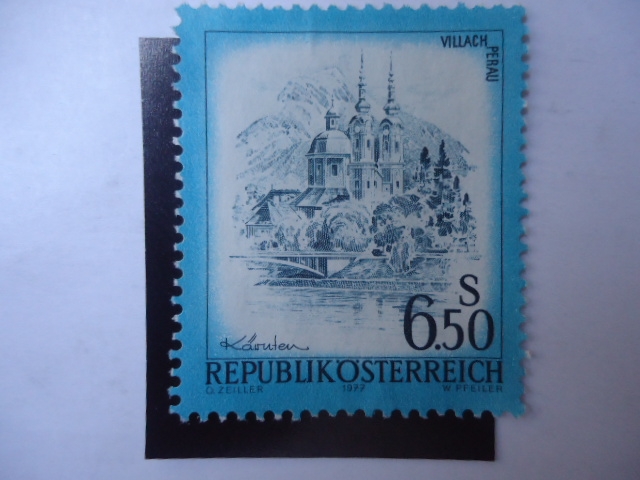 VILLACH
PERAU
S
6.50
Kärnten
REPUBLIK ÖSTERREICH
O. ZEILLER 1977 W. PFEILER